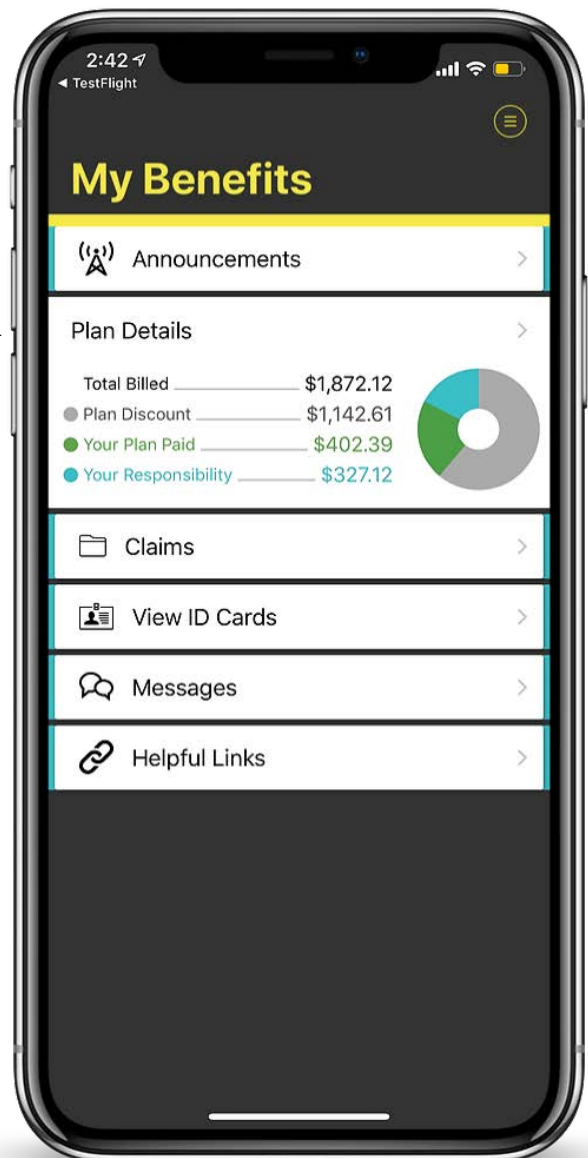 2:42
◀ TestFlight
My Benefits
Announcements
Plan Details
Total Billed $1,872.12
Plan Discount $1,142.61
Your Plan Paid $402.39
Your Responsibility $327.12
Claims
View ID Cards
Messages
Helpful Links